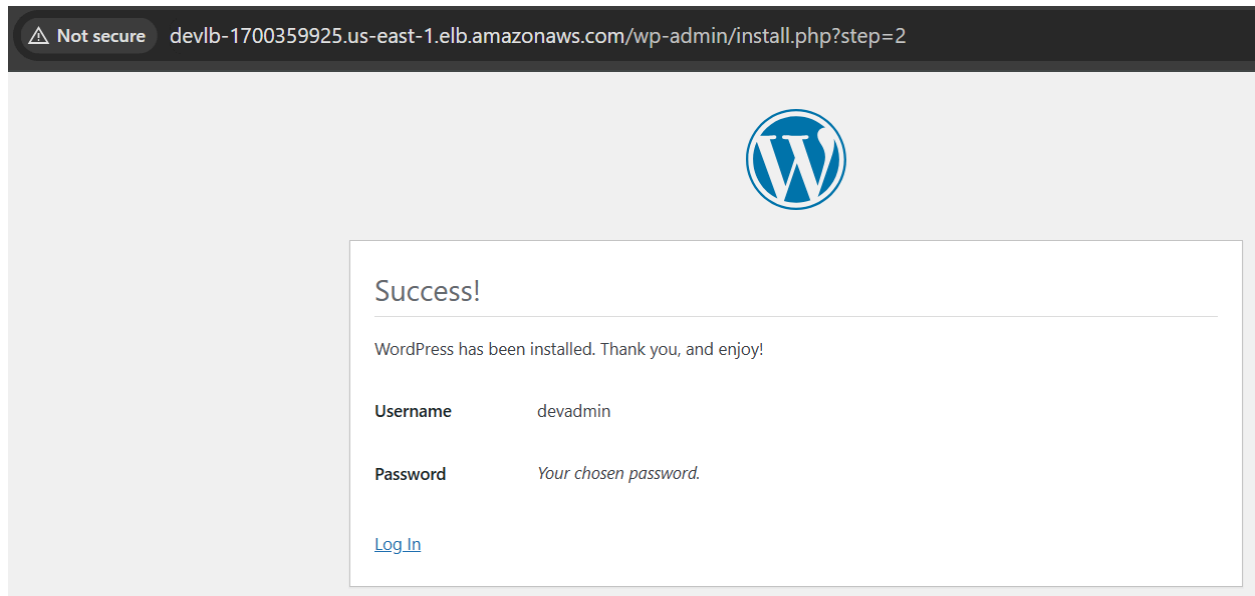 Not secure devlb-1700359925.us-east-1.elb.amazonaws.com/wp-admin/install.php?step=2
W
Success!
WordPress has been installed. Thank you, and enjoy!
Username devadmin
Password Your chosen password.
Log In